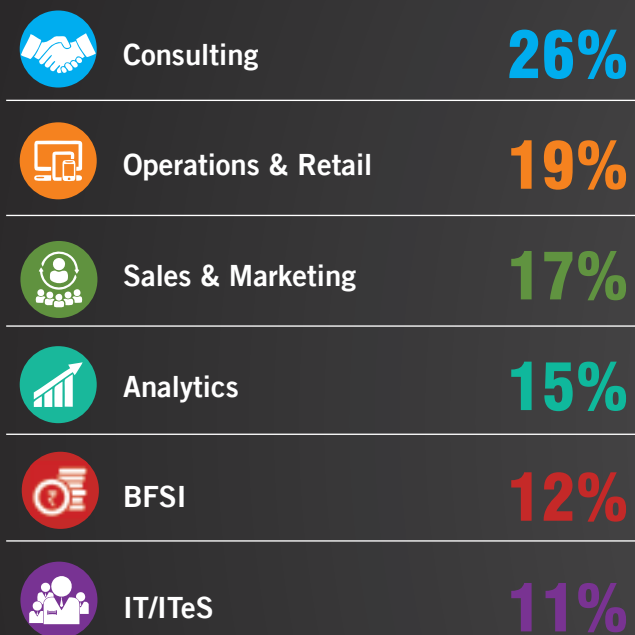 Consulting 26%
Operations & Retail 19%
Sales & Marketing 17%
Analytics 15%
BFSI 12%
IT/ITeS 11%